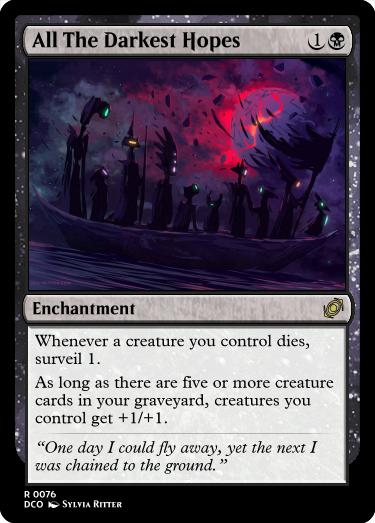 All The Darkest Hopes 1
Enchantment
Whenever a creature you control dies,
surveil 1.
As long as there are five or more creature
cards in your graveyard, creatures you
control get +1/+1.
“One day I could fly away, yet the next I
was chained to the ground.”
R 0076
DCO Sylvia Ritter